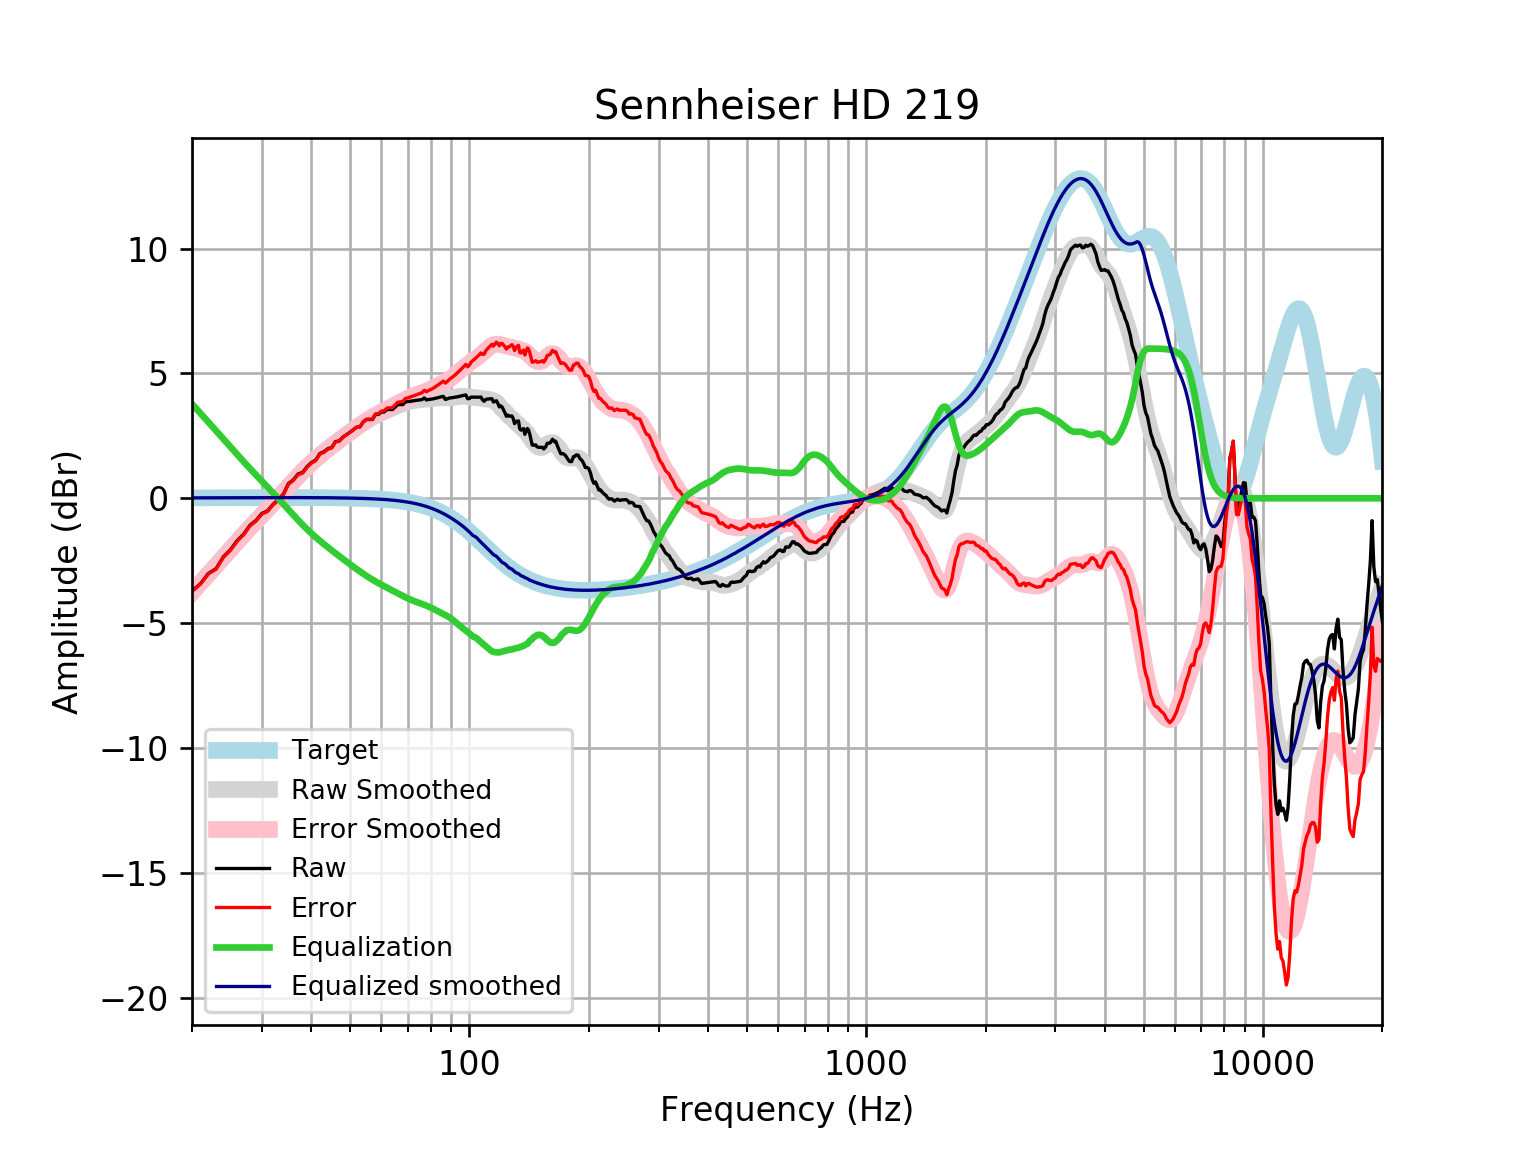 Sennheiser HD 219
Amplitude (dBr)
10
5
0
−5
−10
−15
−20
Target
Raw Smoothed
Error Smoothed
Raw
Error
Equalization
Equalized smoothed
100
1000
10000
Frequency (Hz)